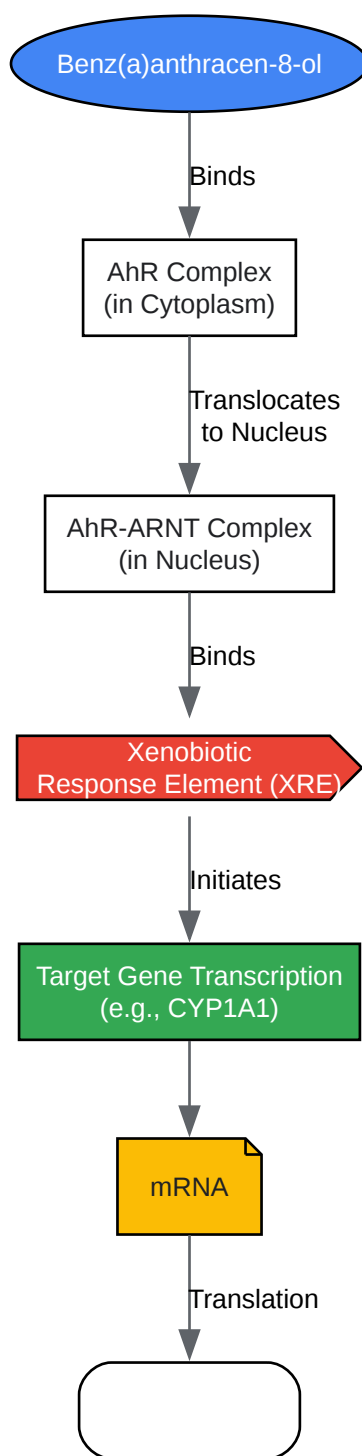 Benz(a)anthracen-8-ol
Binds
AhR Complex
(in Cytoplasm)
Translocates
to Nucleus
AhR-ARNT Complex
(in Nucleus)
Binds
Xenobiotic
Response Element (XRE)
Initiates
Target Gene Transcription
(e.g., CYP1A1)
mRNA
Translation